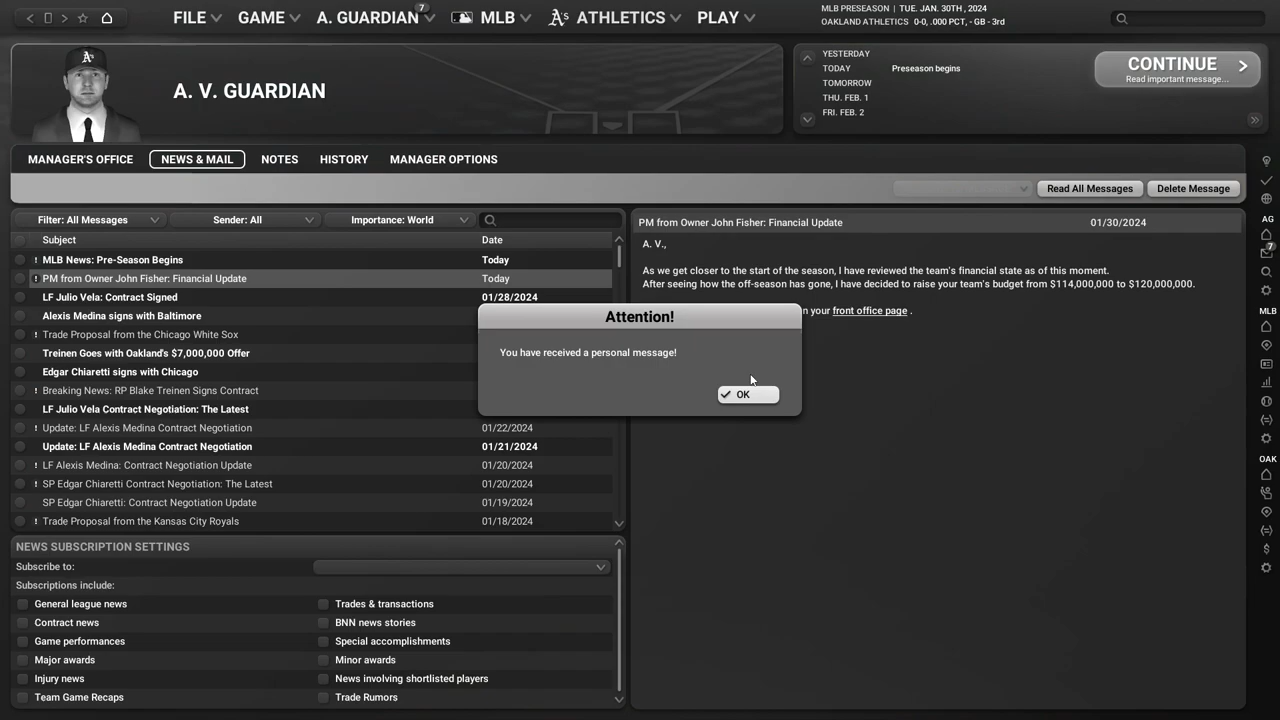 FILE
GAME
A. GUARDIAN
7
MLB
A's
ATHLETICS
PLAY
MLB PRESEASON | TUE. JAN. 30TH , 2024
OAKLAND ATHLETICS 0-0, .000 PCT, - GB - 3rd
A. V. GUARDIAN
YESTERDAY
TODAY Preseason begins
TOMORROW
THU. FEB. 1
FRI. FEB. 2
CONTINUE
Read important message...
MANAGER'S OFFICE
NEWS & MAIL
NOTES
HISTORY
MANAGER OPTIONS
Read All Messages
Delete Message
Filter: All Messages
Sender: All
Importance: World
Subject Date
MLB News: Pre-Season Begins Today
! PM from Owner John Fisher: Financial Update Today
LF Julio Vela: Contract Signed 01/28/2024
Alexis Medina signs with Baltimore
! Trade Proposal from the Chicago White Sox
Treinen Goes with Oakland's $7,000,000 Offer
Edgar Chiaretti signs with Chicago
! Breaking News: RP Blake Treinen Signs Contract
LF Julio Vela Contract Negotiation: The Latest
! Update: LF Alexis Medina Contract Negotiation 01/22/2024
Update: LF Alexis Medina Contract Negotiation 01/21/2024
! LF Alexis Medina: Contract Negotiation Update 01/20/2024
! SP Edgar Chiaretti Contract Negotiation: The Latest 01/20/2024
SP Edgar Chiaretti: Contract Negotiation Update 01/19/2024
! Trade Proposal from the Kansas City Royals 01/18/2024
PM from Owner John Fisher: Financial Update 01/30/2024
A. V.,
As we get closer to the start of the season, I have reviewed the team's financial state as of this moment.
After seeing how the off-season has gone, I have decided to raise your team's budget from $114,000,000 to $120,000,000.
n your front office page .
Attention!
You have received a personal message!
OK
NEWS SUBSCRIPTION SETTINGS
Subscribe to:
Subscriptions include:
General league news Trades & transactions
Contract news BNN news stories
Game performances Special accomplishments
Major awards Minor awards
Injury news News involving shortlisted players
Team Game Recaps Trade Rumors
AG
7
MLB
OAK